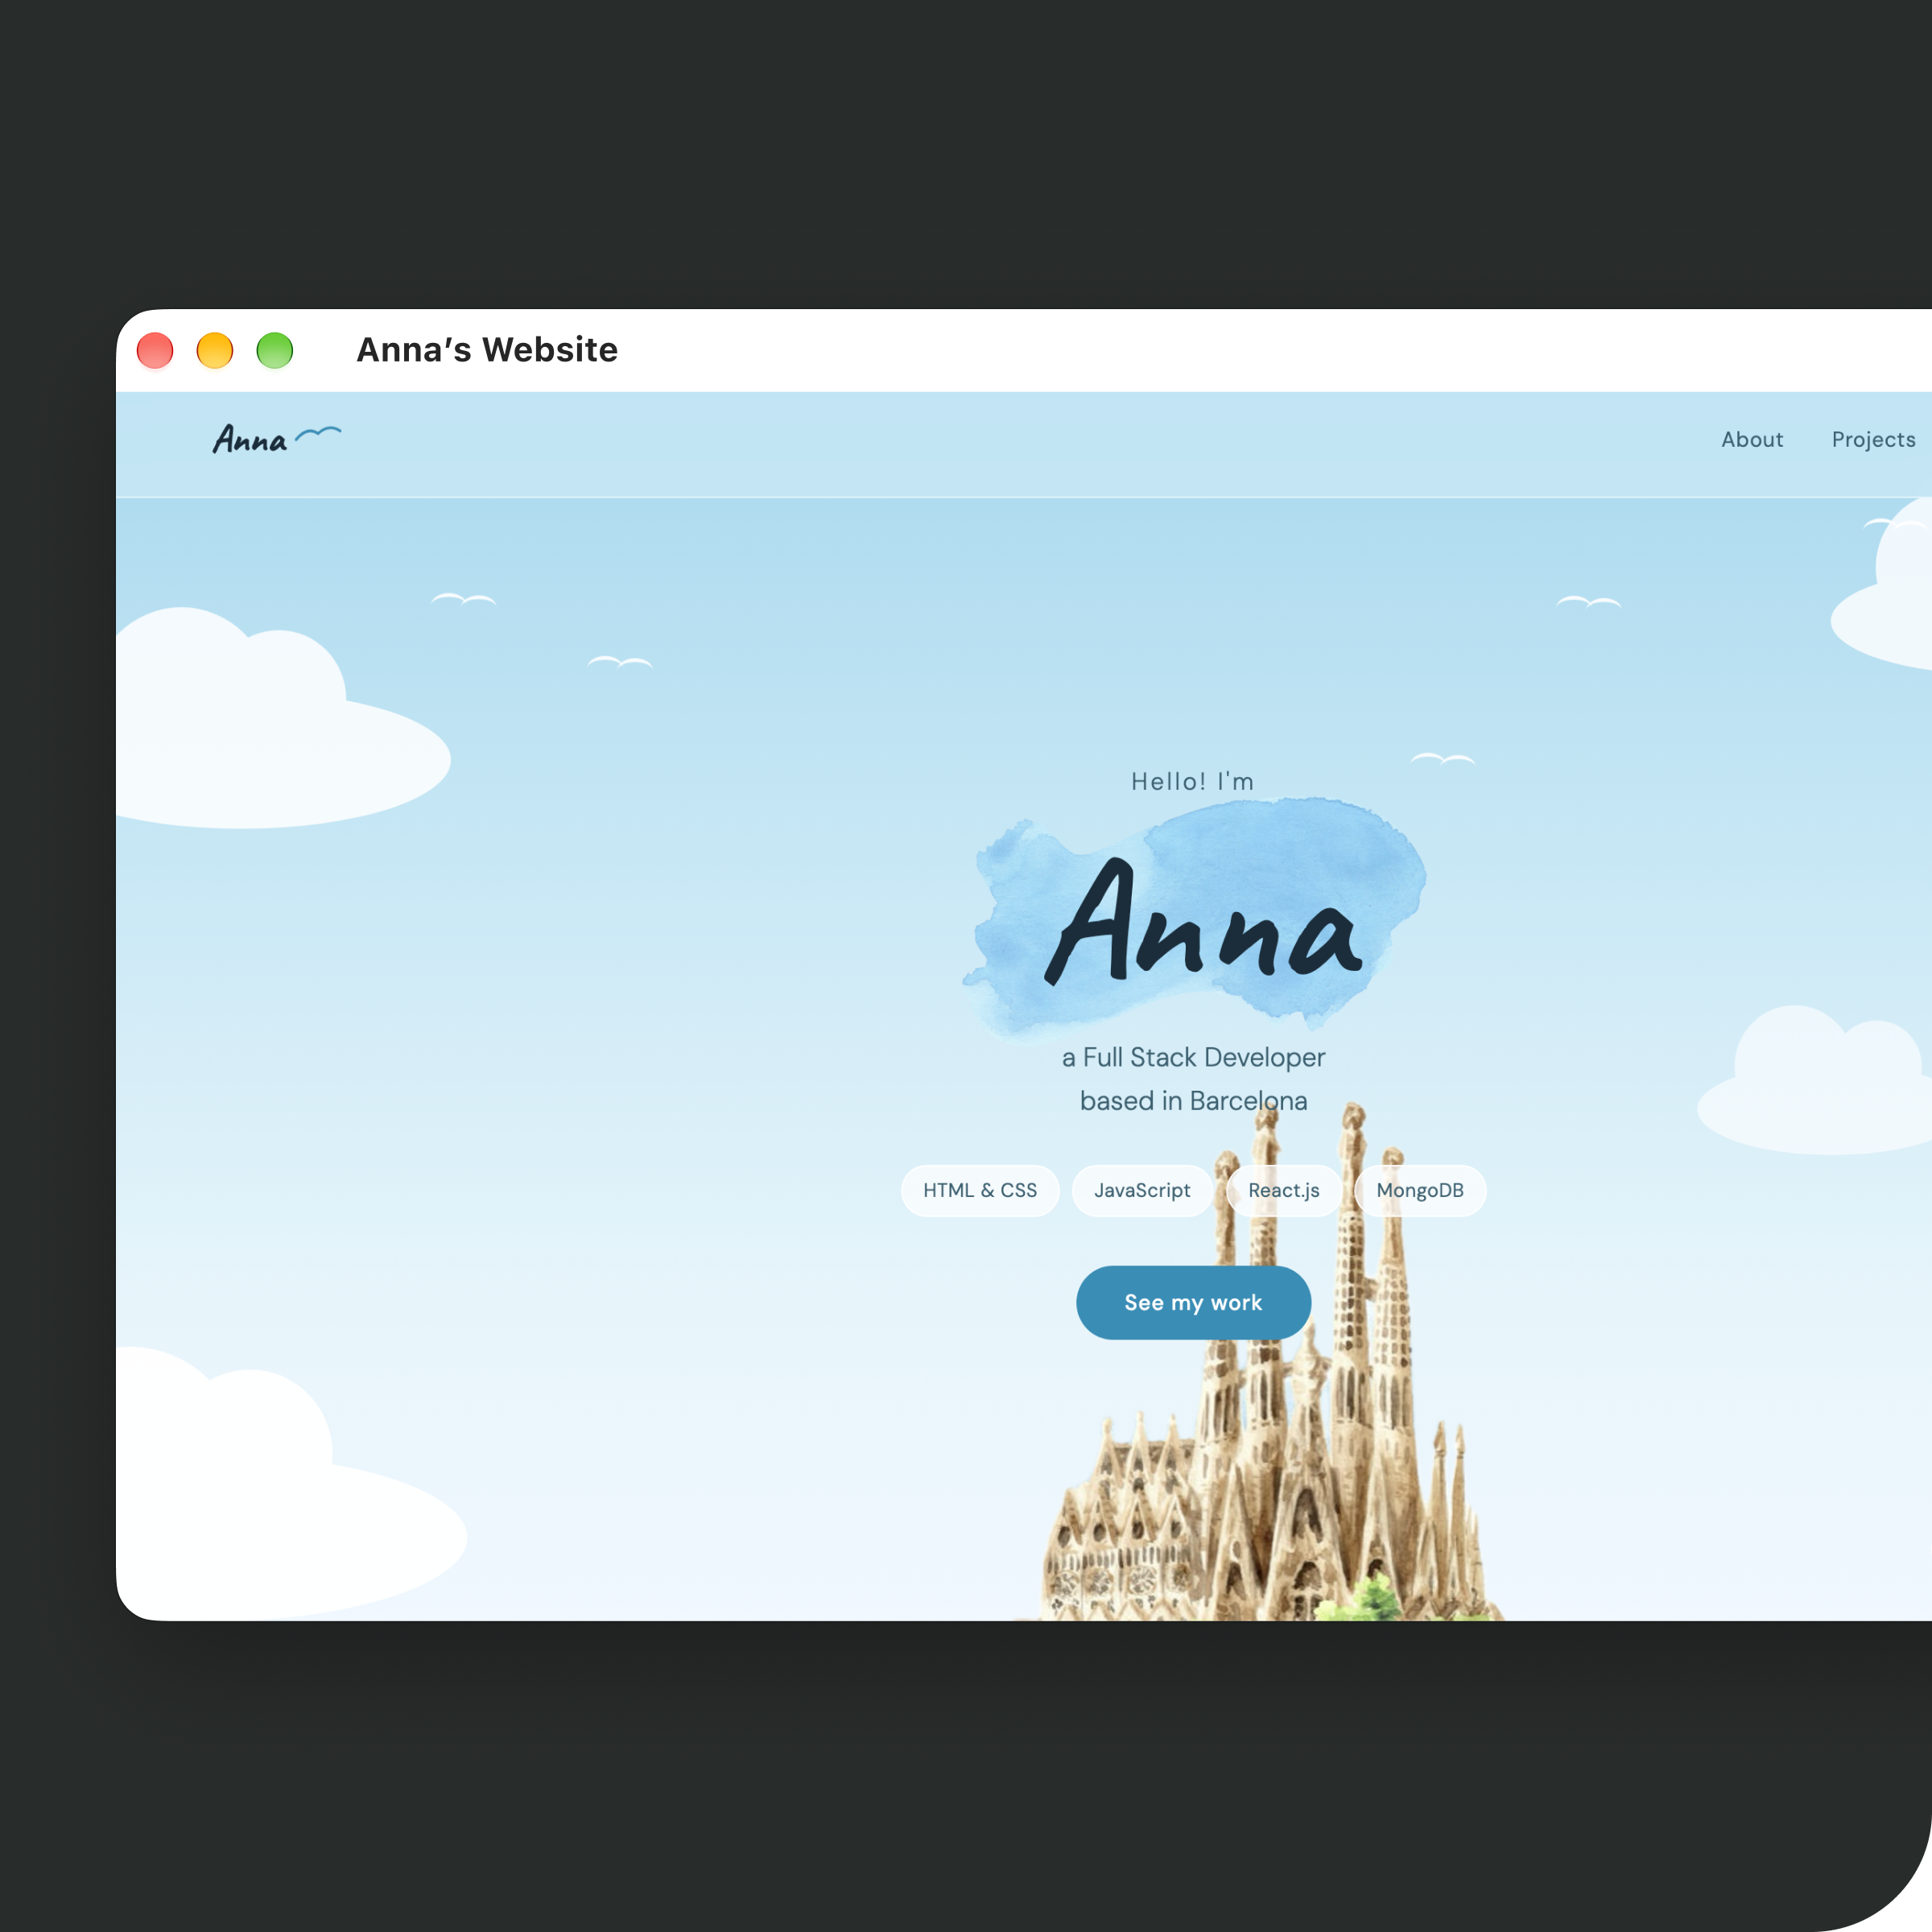 Anna’s Website
Anna
About Projects
Hello! I'm
Anna
a Full Stack Developer
based in Barcelona
HTML & CSS JavaScript React.js MongoDB
See my work